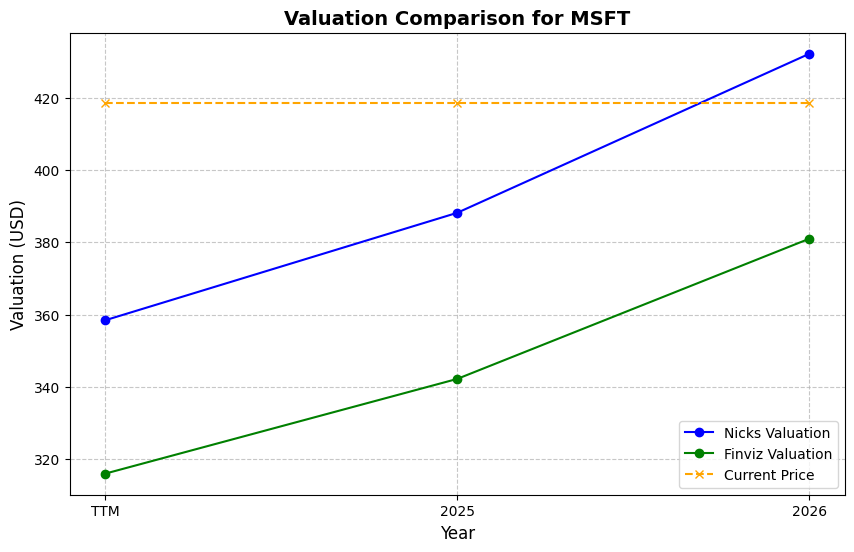 Valuation Comparison for MSFT
Valuation (USD)
420
400
380
360
340
320
TTM
2025
2026
Year
Nicks Valuation
Finviz Valuation
Current Price